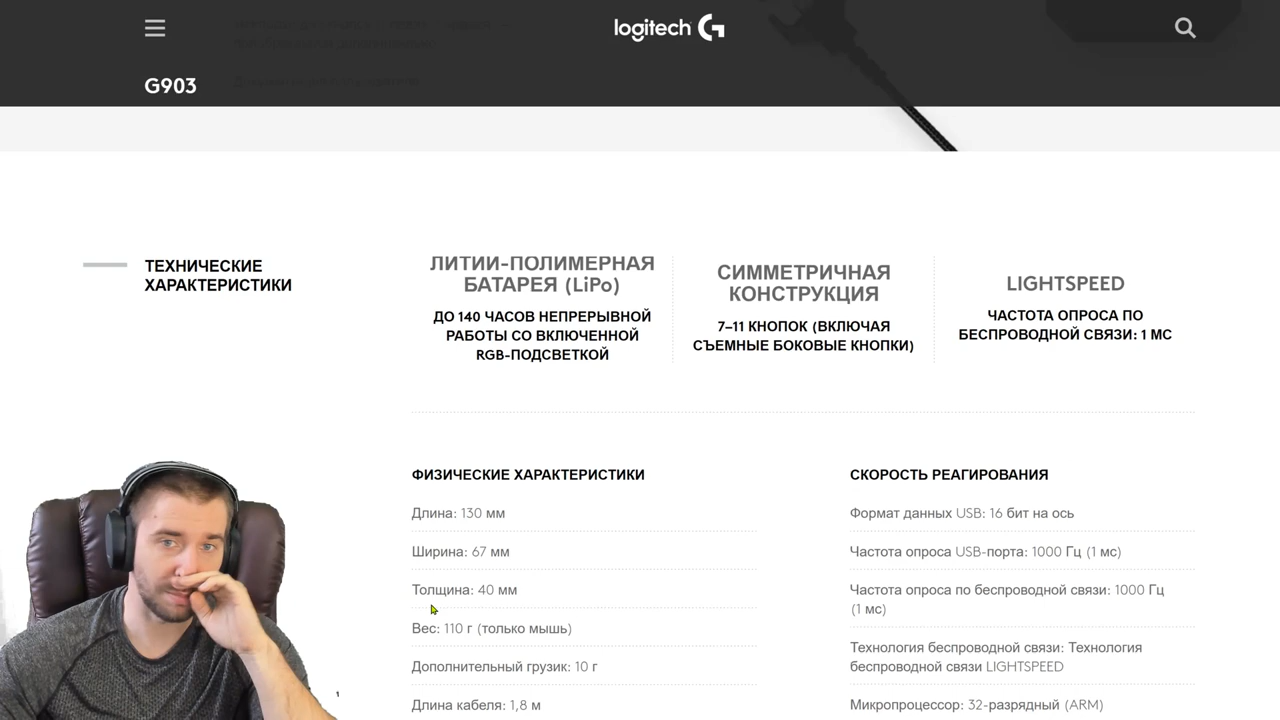 logitech G
G903
ТЕХНИЧЕСКИЕ
ХАРАКТЕРИСТИКИ
ЛИТИЙ-ПОЛИМЕРНАЯ
БАТАРЕЯ (LiPo)
ДО 140 ЧАСОВ НЕПРЕРЫВНОЙ
РАБОТЫ СО ВКЛЮЧЕННОЙ
RGB-ПОДСВЕТКОЙ
СИММЕТРИЧНАЯ
КОНСТРУКЦИЯ
7–11 КНОПОК (ВКЛЮЧАЯ
СЪЕМНЫЕ БОКОВЫЕ КНОПКИ)
LIGHTSPEED
ЧАСТОТА ОПРОСА ПО
БЕСПРОВОДНОЙ СВЯЗИ: 1 МС
ФИЗИЧЕСКИЕ ХАРАКТЕРИСТИКИ
Длина: 130 мм
Ширина: 67 мм
Толщина: 40 мм
Вес: 110 г (только мышь)
Дополнительный грузик: 10 г
Длина кабеля: 1,8 м
СКОРОСТЬ РЕАГИРОВАНИЯ
Формат данных USB: 16 бит на ось
Частота опроса USB-порта: 1000 Гц (1 мс)
Частота опроса по беспроводной связи: 1000 Гц
(1 мс)
Технология беспроводной связи: Технология
беспроводной связи LIGHTSPEED
Микропроцессор: 32-разрядный (ARM)